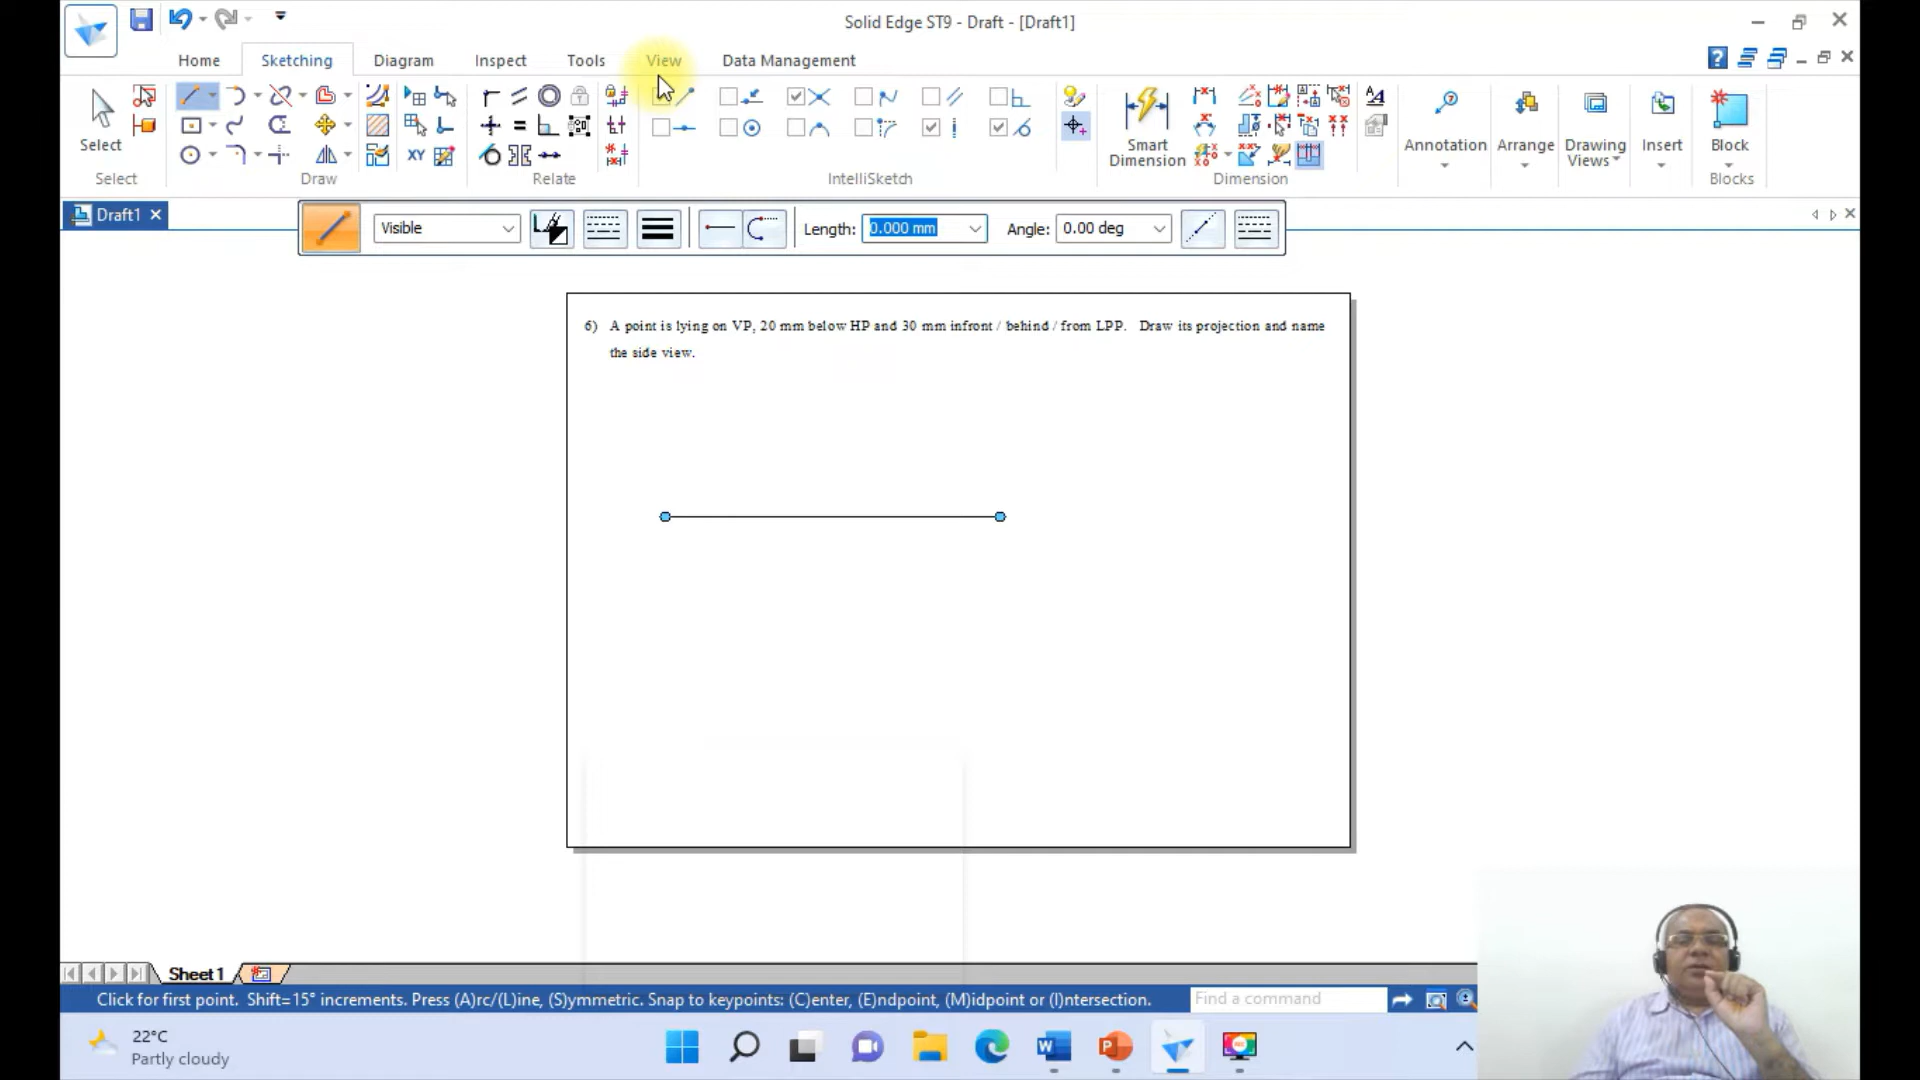 Solid Edge ST9 - Draft - [Draft1]
Home
Sketching
Diagram
Inspect
Tools
View
Data Management
Select
Smart
Dimension
Annotation
Arrange
Drawing
Views
Insert
Block
Select
Draw
Relate
IntelliSketch
Dimension
Blocks
XY
Draft1
Visible
Length:
0.000 mm
Angle:
0.00 deg
6) A point is lying on VP, 20 mm below HP and 30 mm infront / behind / from LPP. Draw its projection and name
the side view.
Sheet1
Click for first point. Shift=15° increments. Press (A)rc/(L)ine, (S)ymmetric. Snap to keypoints: (C)enter, (E)ndpoint, (M)idpoint or (I)ntersection.
Find a command
22°C
Partly cloudy